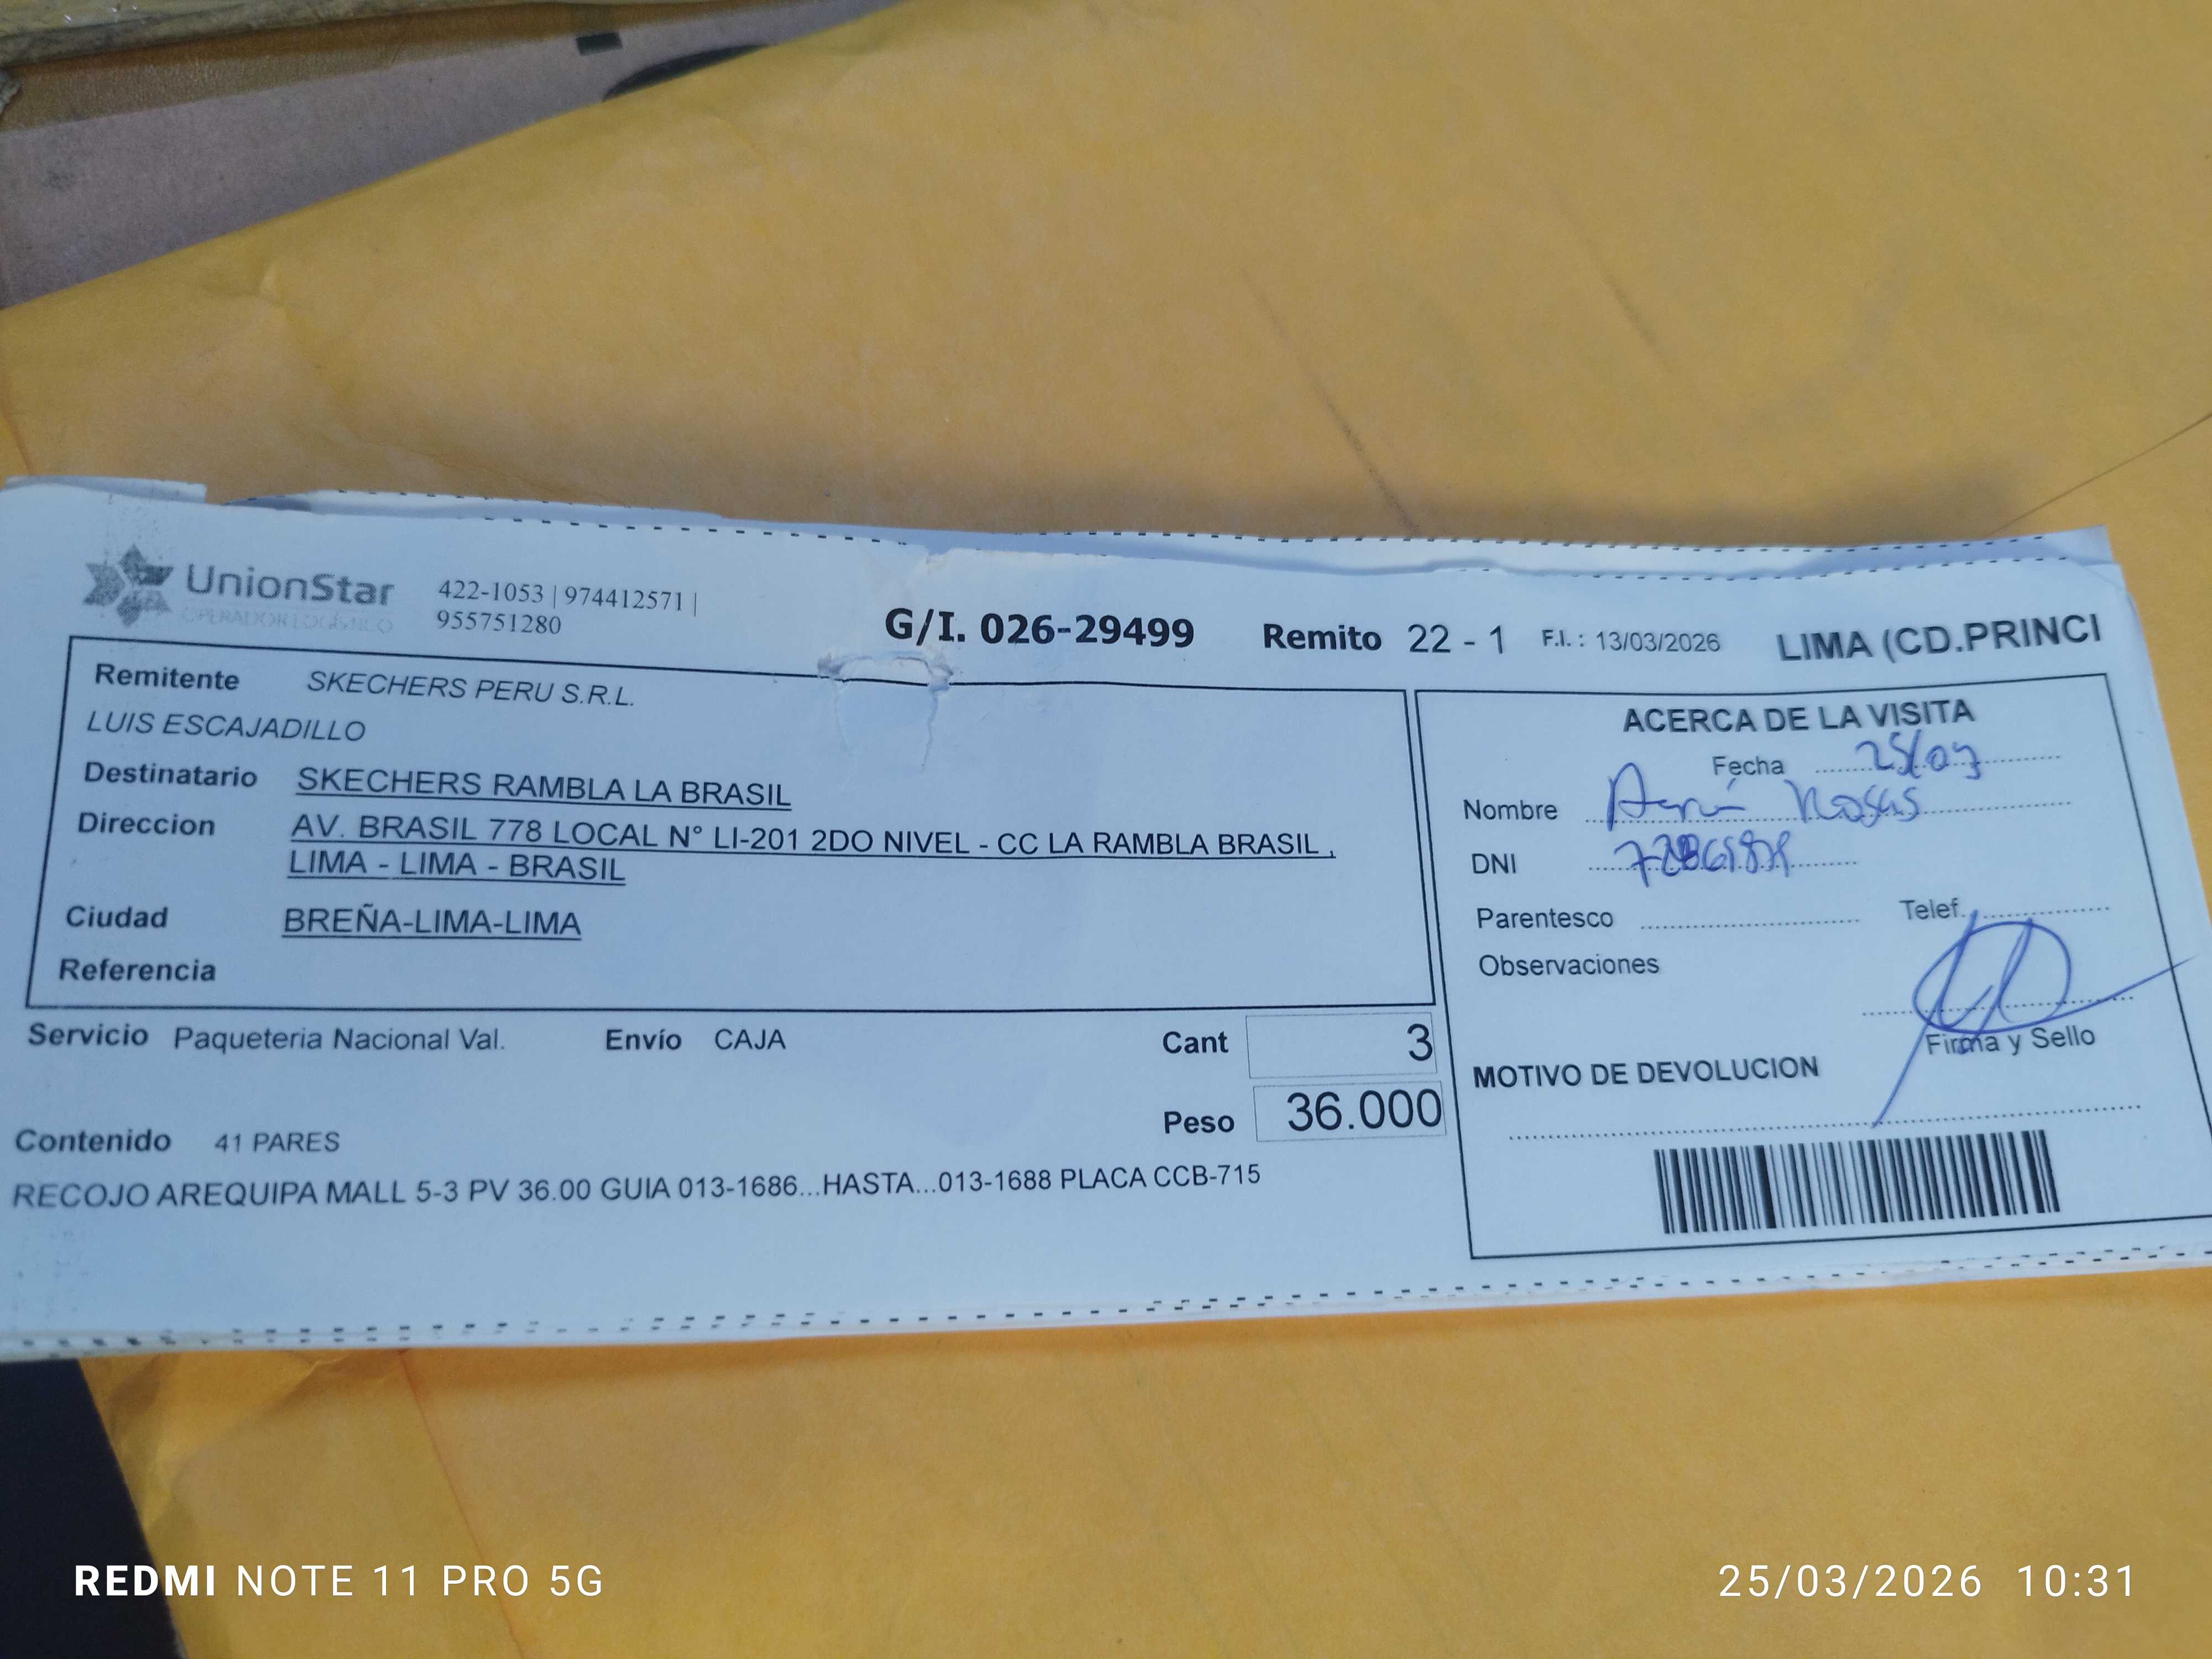 UnionStar
OPERADOR LOGÍSTICO
422-1053 | 974412571 |
955751280
G/I. 026-29499 Remito 22 - 1 F.I. : 13/03/2026 LIMA (CD.PRINCI
Remitente SKECHERS PERU S.R.L.
LUIS ESCAJADILLO
Destinatario SKECHERS RAMBLA LA BRASIL
Direccion AV. BRASIL 778 LOCAL N° LI-201 2DO NIVEL - CC LA RAMBLA BRASIL ,
LIMA - LIMA - BRASIL
Ciudad BREÑA-LIMA-LIMA
Referencia
Servicio Paqueteria Nacional Val. Envío CAJA Cant 3
Peso 36.000
Contenido 41 PARES
RECOJO AREQUIPA MALL 5-3 PV 36.00 GUIA 013-1686...HASTA...013-1688 PLACA CCB-715
ACERCA DE LA VISITA
Fecha 25/03
Nombre Rosas
DNI
Parentesco Telef.
Observaciones
Firma y Sello
MOTIVO DE DEVOLUCION
REDMI NOTE 11 PRO 5G
25/03/2026 10:31